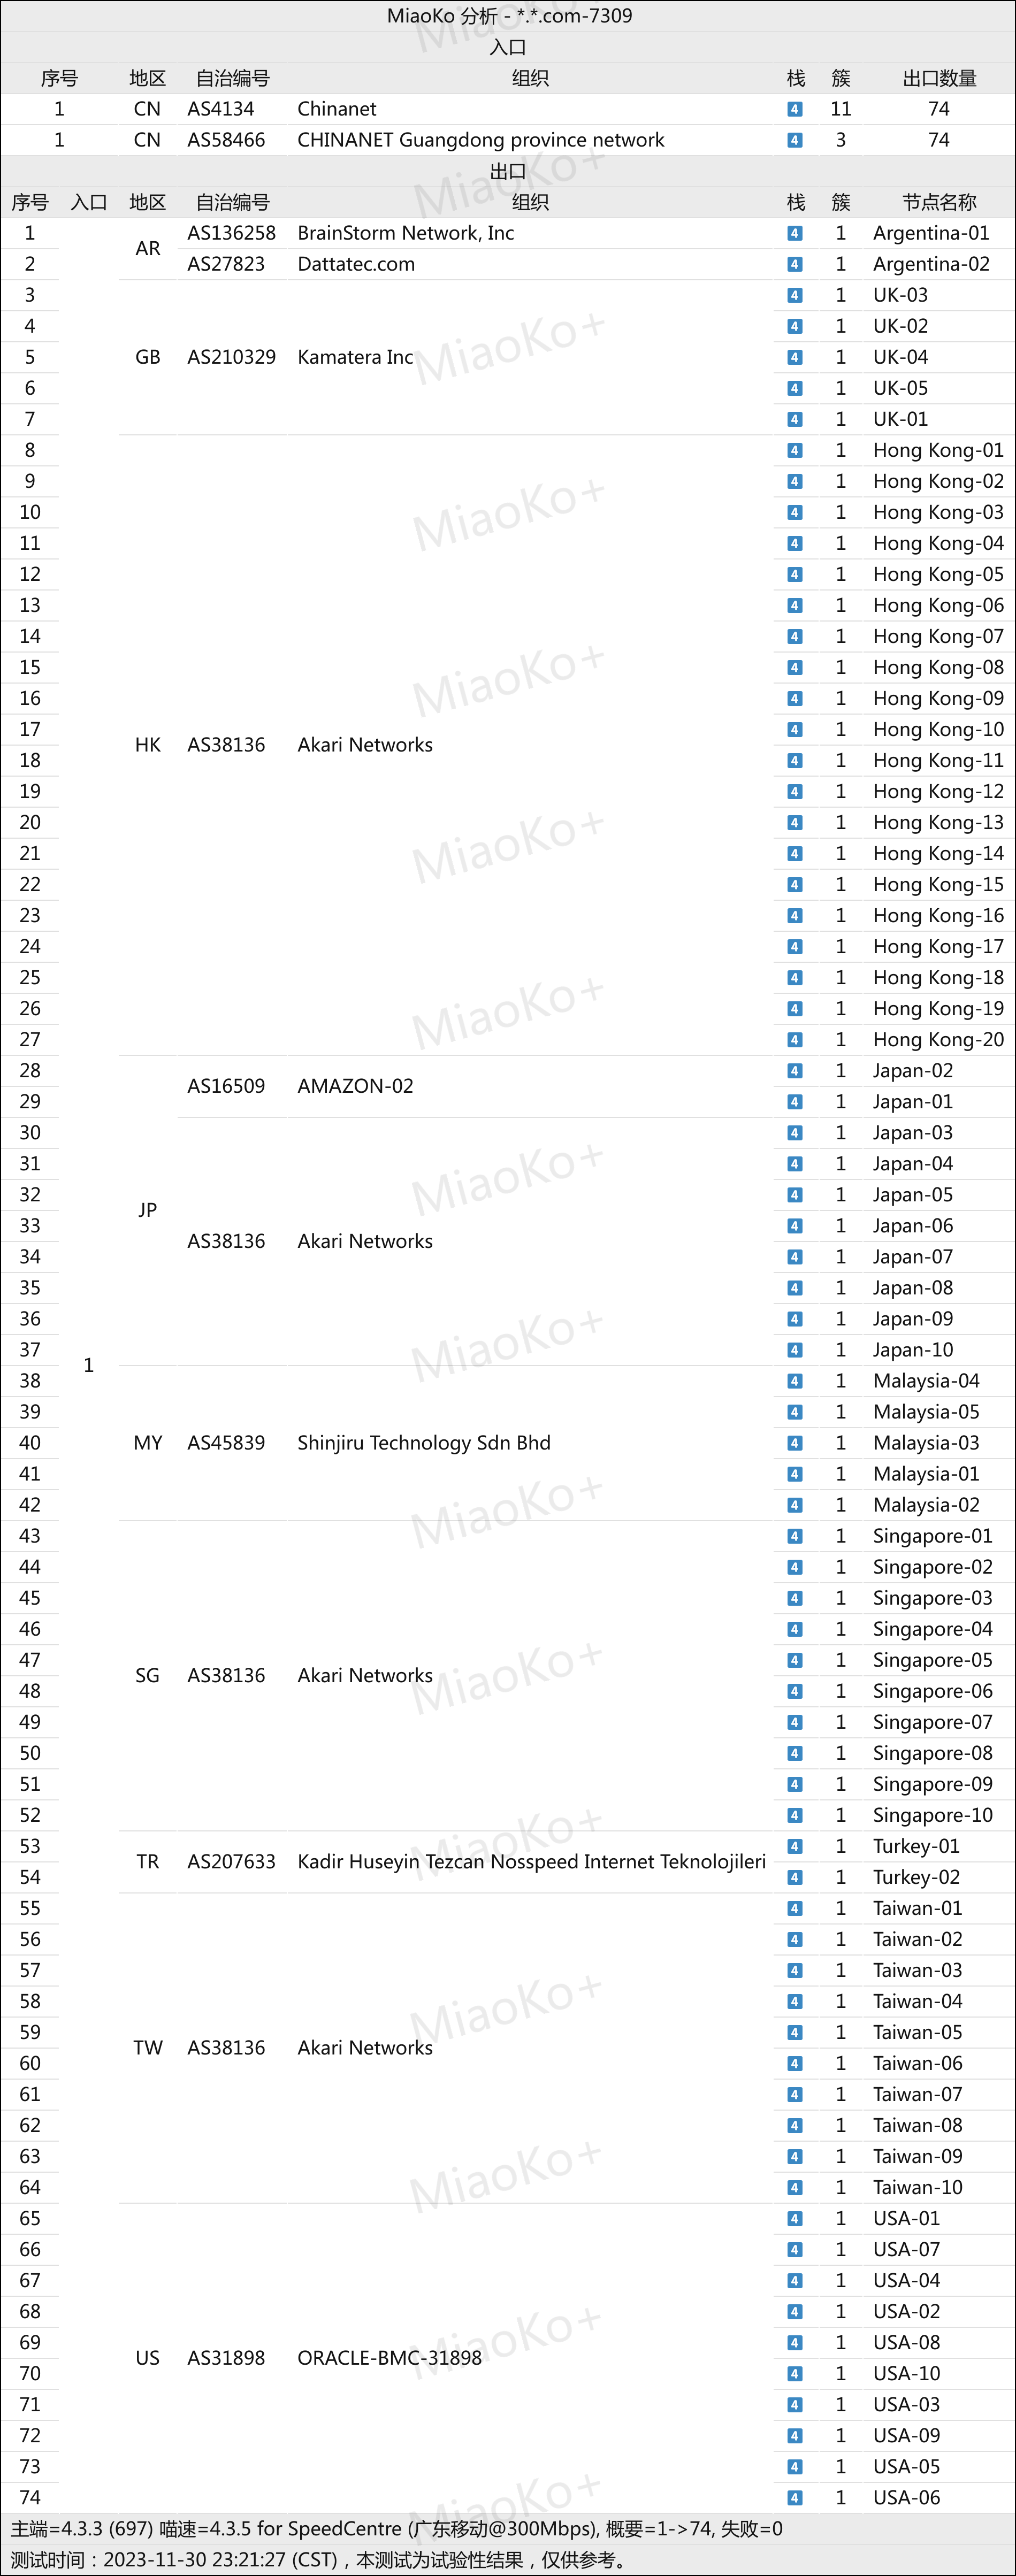 MiaoKo 分析 - *.*.com-7309
入口
序号 地区 自治编号 组织 栈 簇 出口数量
1 CN AS4134 Chinanet 4 11 74
1 CN AS58466 CHINANET Guangdong province network 4 3 74
出口
序号 入口 地区 自治编号 组织 栈 簇 节点名称
1 AR AS136258 BrainStorm Network, Inc 4 1 Argentina-01
2 AS27823 Dattatec.com 4 1 Argentina-02
3 4 1 UK-03
4 4 1 UK-02
5 GB AS210329 Kamatera Inc 4 1 UK-04
6 4 1 UK-05
7 4 1 UK-01
8 4 1 Hong Kong-01
9 4 1 Hong Kong-02
10 4 1 Hong Kong-03
11 4 1 Hong Kong-04
12 4 1 Hong Kong-05
13 4 1 Hong Kong-06
14 4 1 Hong Kong-07
15 4 1 Hong Kong-08
16 4 1 Hong Kong-09
17 HK AS38136 Akari Networks 4 1 Hong Kong-10
18 4 1 Hong Kong-11
19 4 1 Hong Kong-12
20 4 1 Hong Kong-13
21 4 1 Hong Kong-14
22 4 1 Hong Kong-15
23 4 1 Hong Kong-16
24 4 1 Hong Kong-17
25 4 1 Hong Kong-18
26 4 1 Hong Kong-19
27 4 1 Hong Kong-20
28 AS16509 AMAZON-02 4 1 Japan-02
29 4 1 Japan-01
30 4 1 Japan-03
31 4 1 Japan-04
32 JP 4 1 Japan-05
33 AS38136 Akari Networks 4 1 Japan-06
34 4 1 Japan-07
35 4 1 Japan-08
36 4 1 Japan-09
37 1 4 1 Japan-10
38 4 1 Malaysia-04
39 4 1 Malaysia-05
40 MY AS45839 Shinjiru Technology Sdn Bhd 4 1 Malaysia-03
41 4 1 Malaysia-01
42 4 1 Malaysia-02
43 4 1 Singapore-01
44 4 1 Singapore-02
45 4 1 Singapore-03
46 4 1 Singapore-04
47 SG AS38136 Akari Networks 4 1 Singapore-05
48 4 1 Singapore-06
49 4 1 Singapore-07
50 4 1 Singapore-08
51 4 1 Singapore-09
52 4 1 Singapore-10
53 TR AS207633 Kadir Huseyin Tezcan Nosspeed Internet Teknolojileri 4 1 Turkey-01
54 4 1 Turkey-02
55 4 1 Taiwan-01
56 4 1 Taiwan-02
57 4 1 Taiwan-03
58 4 1 Taiwan-04
59 TW AS38136 Akari Networks 4 1 Taiwan-05
60 4 1 Taiwan-06
61 4 1 Taiwan-07
62 4 1 Taiwan-08
63 4 1 Taiwan-09
64 4 1 Taiwan-10
65 4 1 USA-01
66 4 1 USA-07
67 4 1 USA-04
68 4 1 USA-02
69 US AS31898 ORACLE-BMC-31898 4 1 USA-08
70 4 1 USA-10
71 4 1 USA-03
72 4 1 USA-09
73 4 1 USA-05
74 4 1 USA-06
主端=4.3.3 (697) 喵速=4.3.5 for SpeedCentre (广东移动@300Mbps), 概要=1->74, 失败=0
测试时间：2023-11-30 23:21:27 (CST)，本测试为试验性结果，仅供参考。